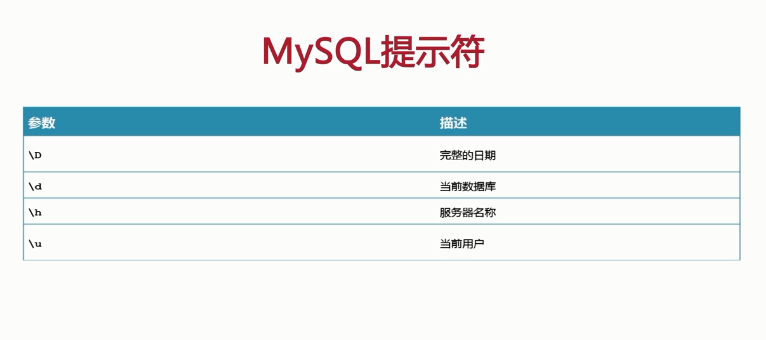 MySQL提示符
参数 描述
\D 完整的日期
\d 当前数据库
\h 服务器名称
\u 当前用户